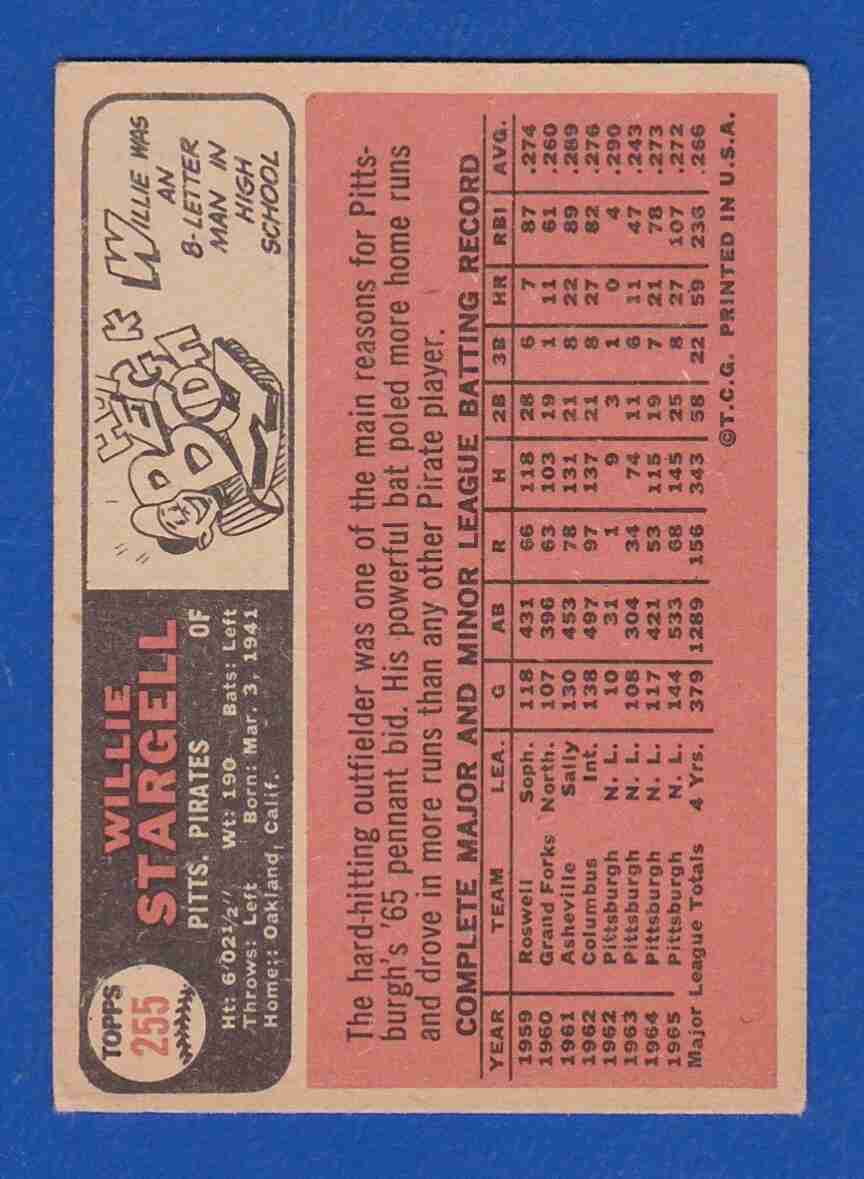 TOPPS
255
WILLIE
STARGELL
PITTS. PIRATES OF
Ht: 6'02½" Wt: 190 Bats: Left
Throws: Left Born: Mar. 3, 1941
Home:: Oakland, Calif.
HECK
WILLIE WAS
AN
8-LETTER
MAN IN
HIGH
SCHOOL
The hard-hitting outfielder was one of the main reasons for Pitts-
burgh's '65 pennant bid. His powerful bat poled more home runs
and drove in more runs than any other Pirate player.
COMPLETE MAJOR AND MINOR LEAGUE BATTING RECORD
YEAR TEAM LEA. G AB R H 2B 3B HR RBI AVG.
1959 Roswell Soph. 118 431 66 118 28 6 7 87 .274
1960 Grand Forks North. 107 396 63 103 19 1 11 61 .260
1961 Asheville Sally 130 453 78 131 21 8 22 89 .289
1962 Columbus Int. 138 497 97 137 21 8 27 82 .276
1962 Pittsburgh N. L. 10 31 1 9 3 1 0 4 .290
1963 Pittsburgh N. L. 108 304 34 74 11 6 11 47 .243
1964 Pittsburgh N. L. 117 421 53 115 19 7 21 78 .273
1965 Pittsburgh N. L. 144 533 68 145 25 8 27 107 .272
Major League Totals 4 Yrs. 379 1289 156 343 58 22 59 236 .266
©T.C.G. PRINTED IN U.S.A.